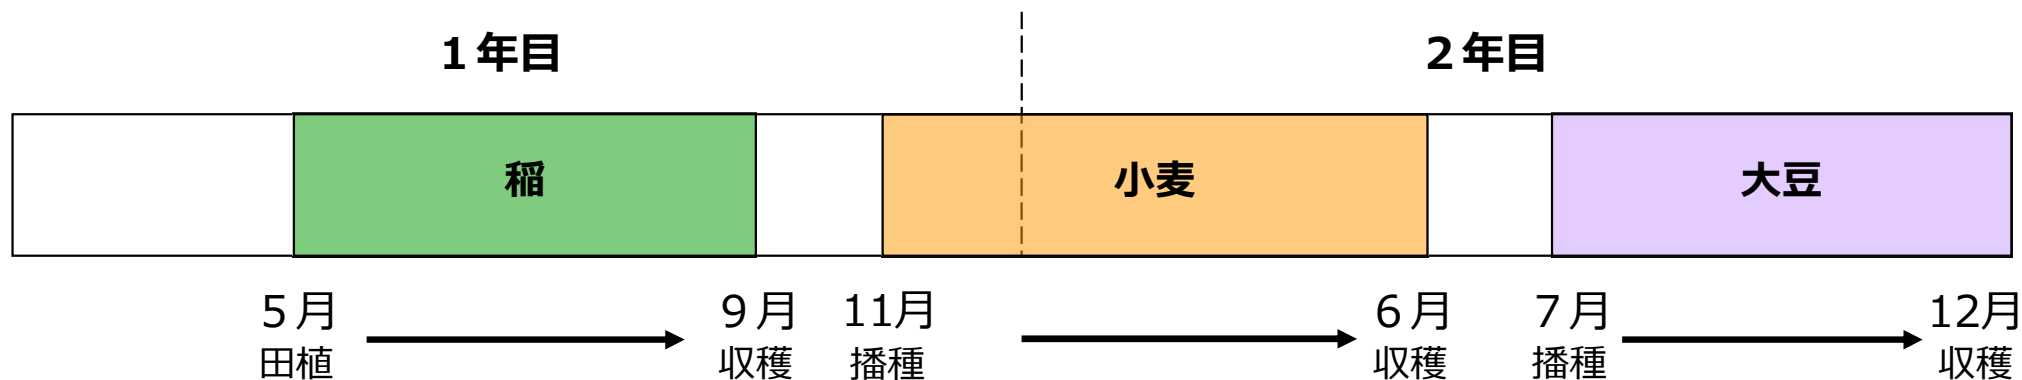 １年目
２年目
稲
小麦
大豆
５月
田植
９月
収穫
11月
播種
６月
収穫
７月
播種
12月
収穫